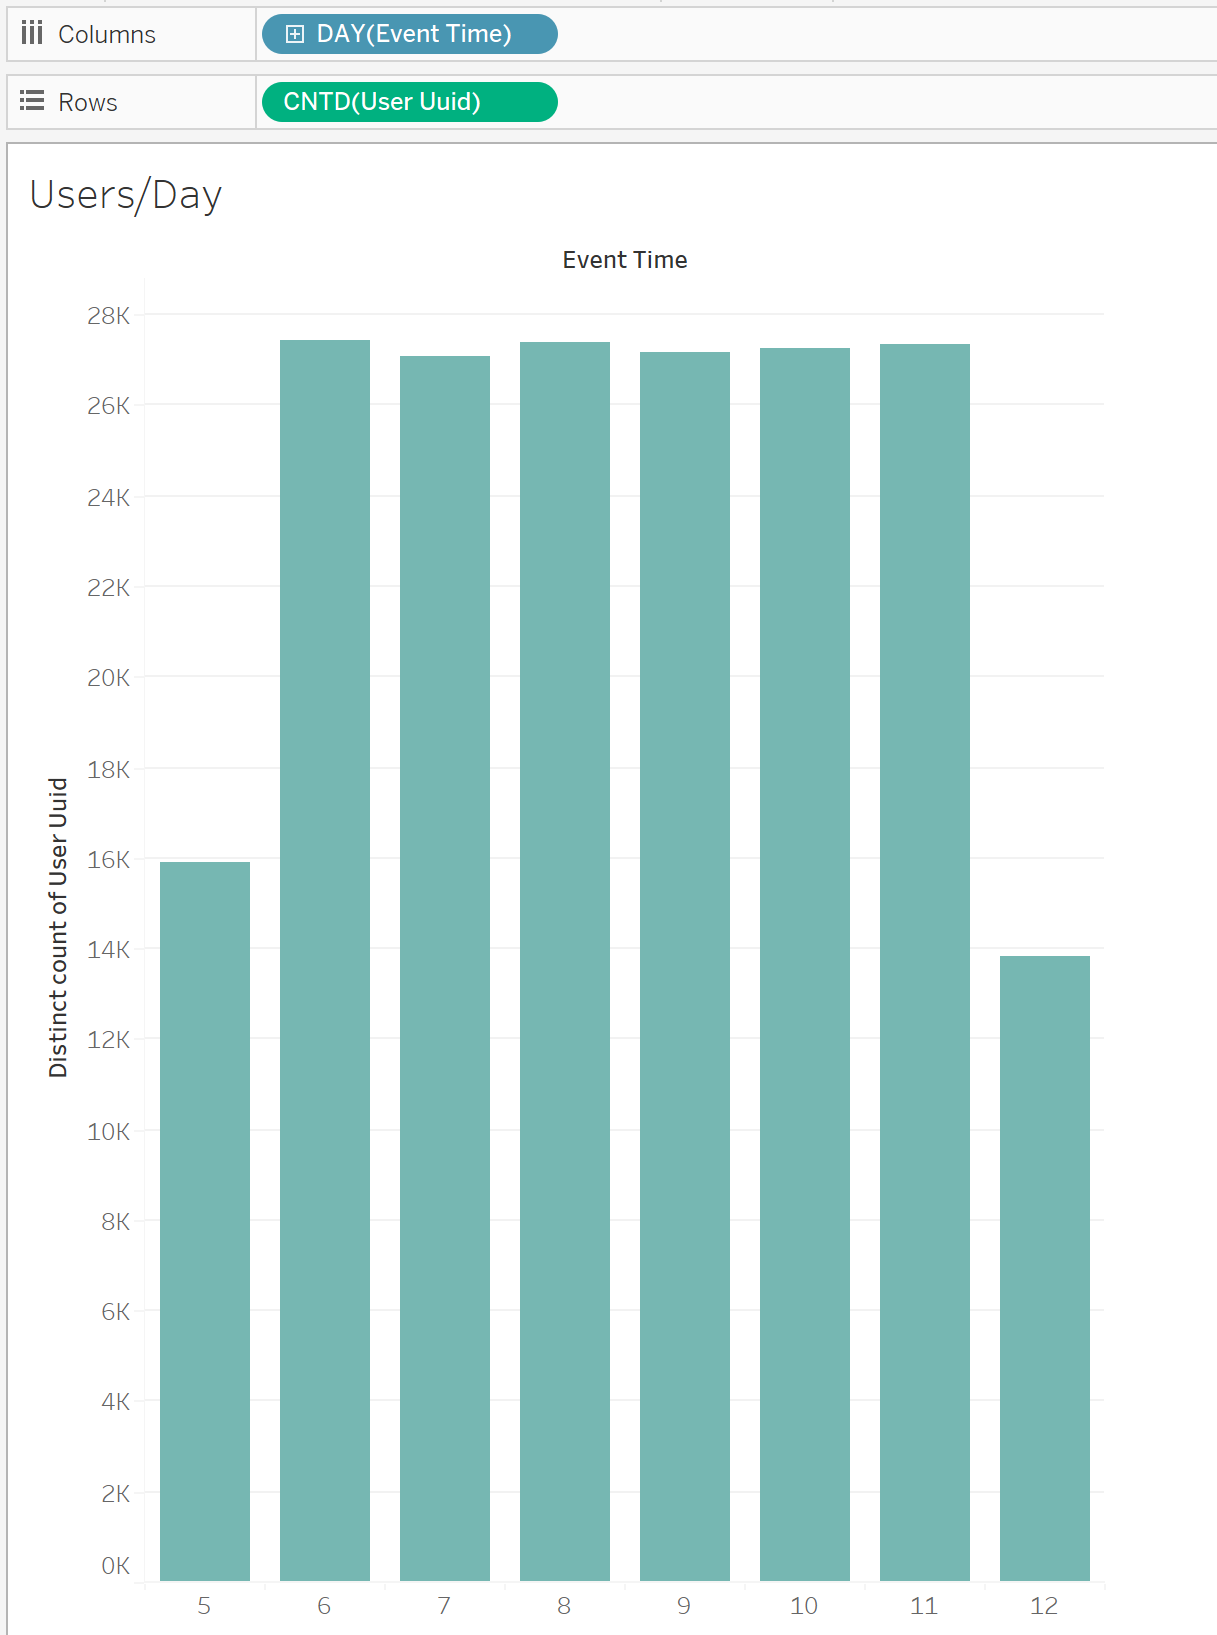 Columns
DAY(Event Time)
Rows
CNTD(User Uuid)
Users/Day
Event Time
Distinct count of User Uuid
28K
26K
24K
22K
20K
18K
16K
14K
12K
10K
8K
6K
4K
2K
0K
5 6 7 8 9 10 11 12